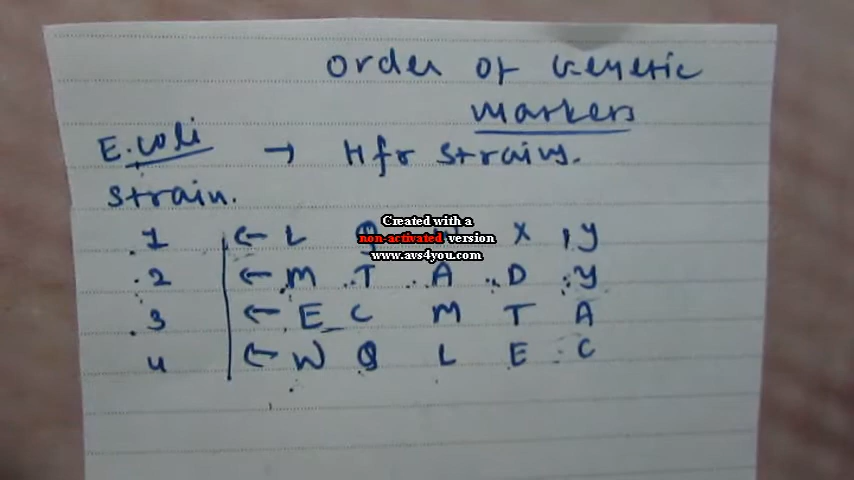 Order of Genetic
Markers
E.coli → Hfr Strains.
Strain.
1 ← L Q X Y
2 ← M T A D Y
3 ← E C M T A
4 ← W Q L E C
Created with a
non-activated version
www.avs4you.com